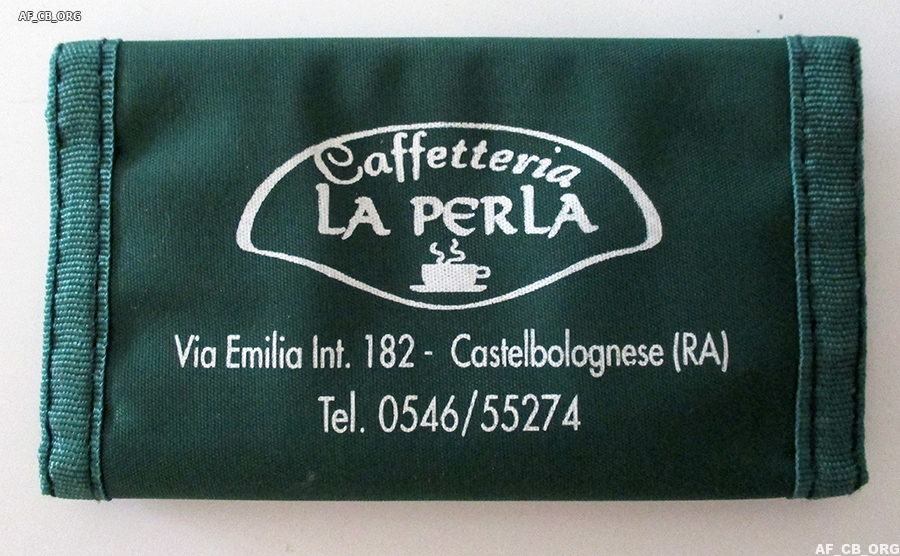 AF_CB_ORG
Caffetteria
LA PERLA
Via Emilia Int. 182 - Castelbolognese (RA)
Tel. 0546/55274
AF_CB_ORG